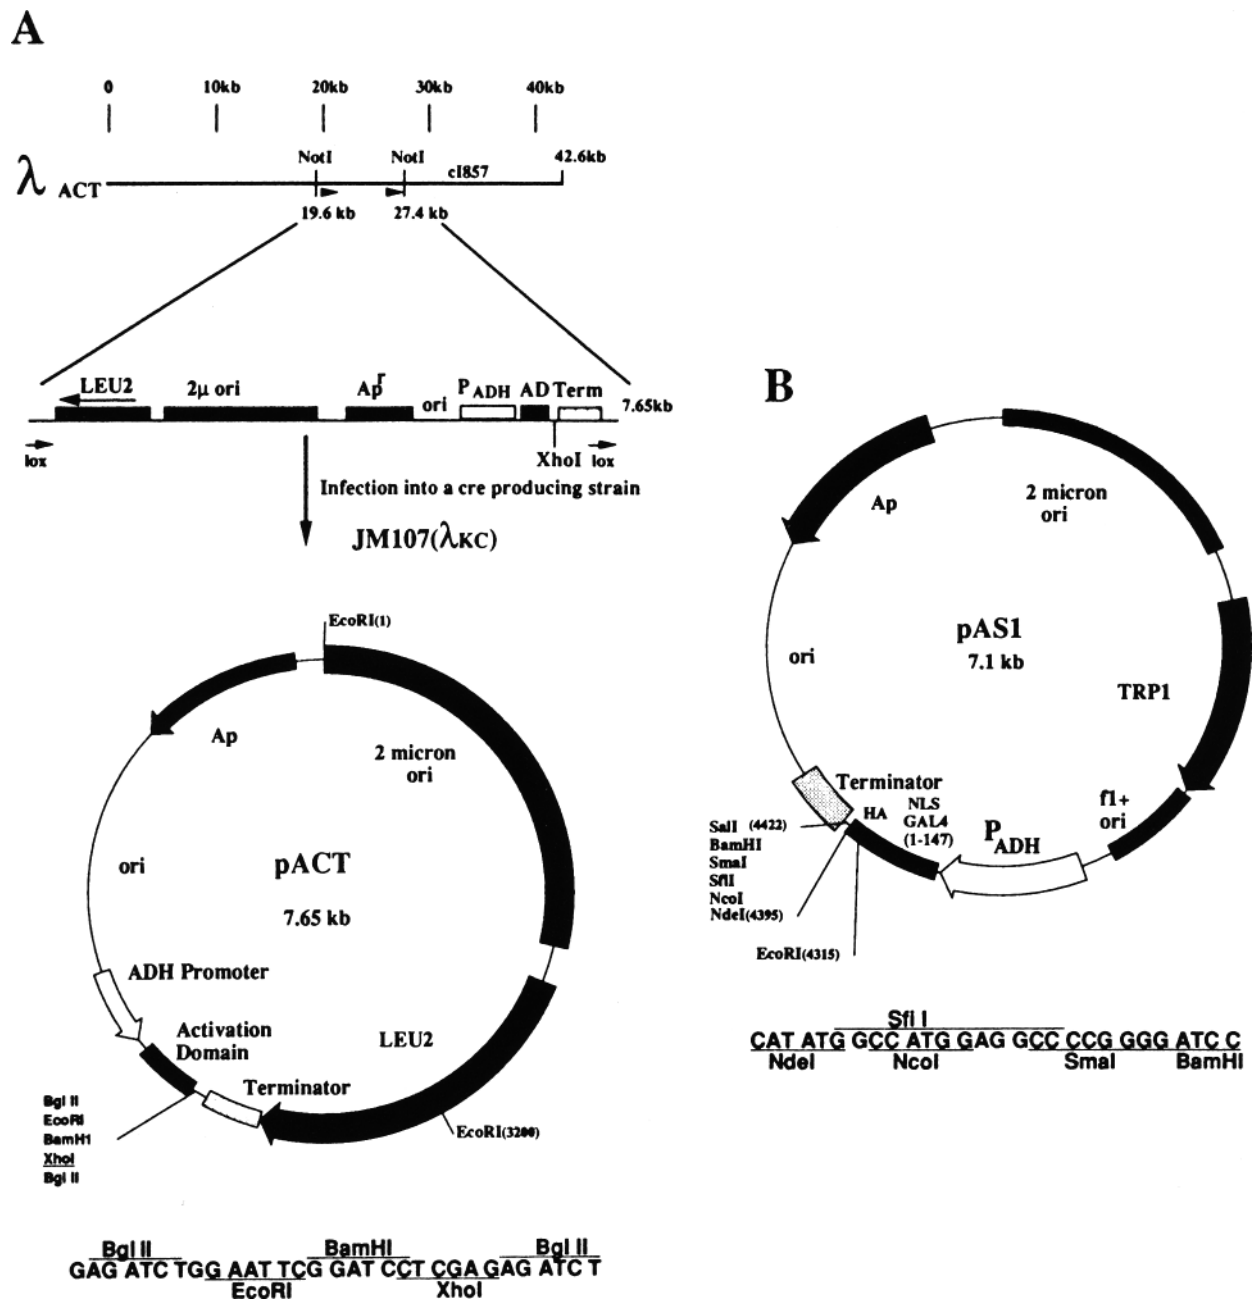 A
0 10kb 20kb 30kb 40kb
NotI NotI 42.6kb
cI857
λ ACT
19.6 kb 27.4 kb
LEU2 2μ ori Apr ori PADH AD Term
7.65kb
lox XhoI lox
Infection into a cre producing strain
JM107(λKC)
EcoRI(1)
Ap
2 micron
ori
ori
pACT
7.65 kb
ADH Promoter
Activation
Domain
LEU2
Terminator
Bgl II
EcoRI
BamH1
XhoI
Bgl II
EcoRI(3200)
Bgl II BamHI Bgl II
GAG ATC TGG AAT TCG GAT CCT CGA GAG ATC T
EcoRI XhoI
B
Ap
2 micron
ori
pAS1
7.1 kb
ori
TRP1
Terminator
HA
NLS
GAL4
(1-147)
PADH
f1+
ori
SalI (4422)
BamHI
SmaI
SfiI
NcoI
NdeI(4395)
EcoRI(4315)
Sfi I
CAT ATG GCC ATG GAG GCC CCG GGG ATC C
NdeI NcoI SmaI BamHI